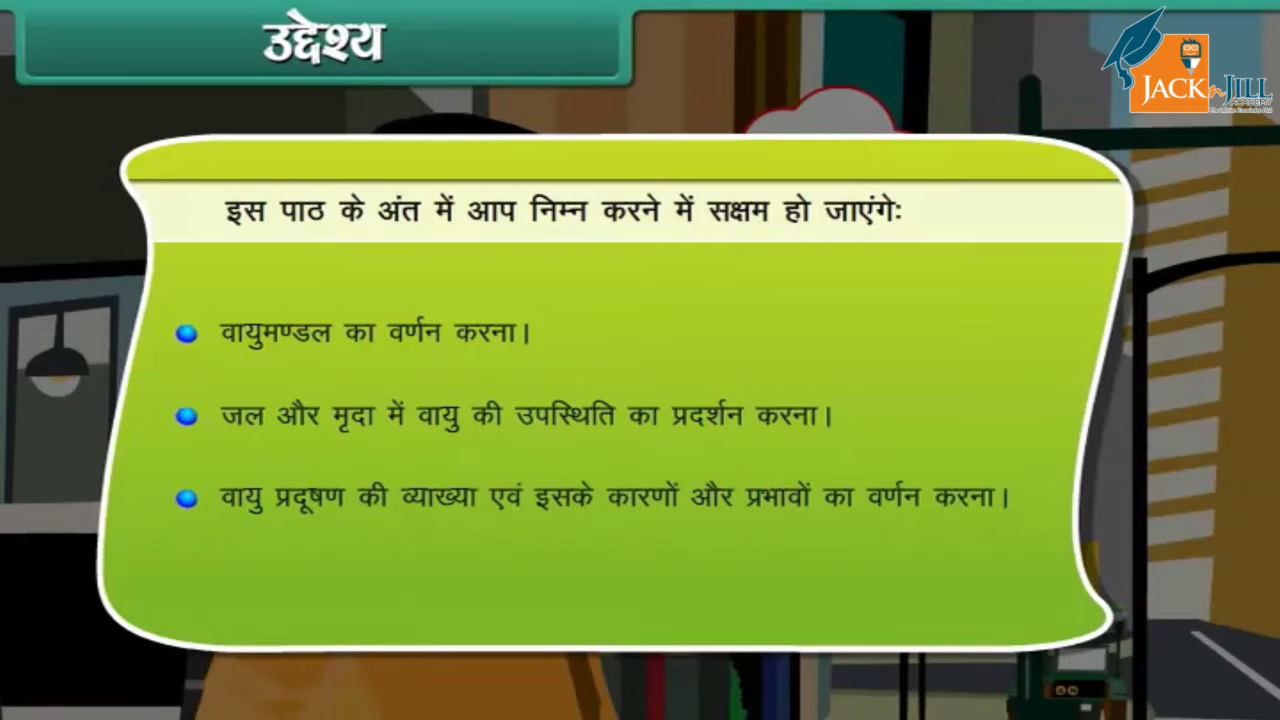 उद्देश्य
JACK n JILL
ACADEMY
इस पाठ के अंत में आप निम्न करने में सक्षम हो जाएंगेः
वायुमण्डल का वर्णन करना।
जल और मृदा में वायु की उपस्थिति का प्रदर्शन करना।
वायु प्रदूषण की व्याख्या एवं इसके कारणों और प्रभावों का वर्णन करना।